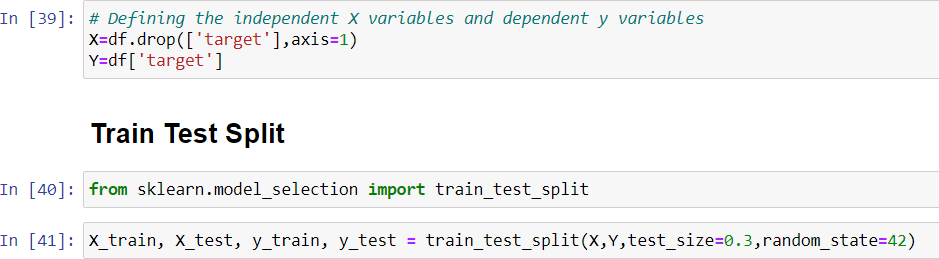 In [39]: # Defining the independent X variables and dependent y variables
X=df.drop(['target'],axis=1)
Y=df['target']
Train Test Split
In [40]: from sklearn.model_selection import train_test_split
In [41]: X_train, X_test, y_train, y_test = train_test_split(X,Y,test_size=0.3,random_state=42)